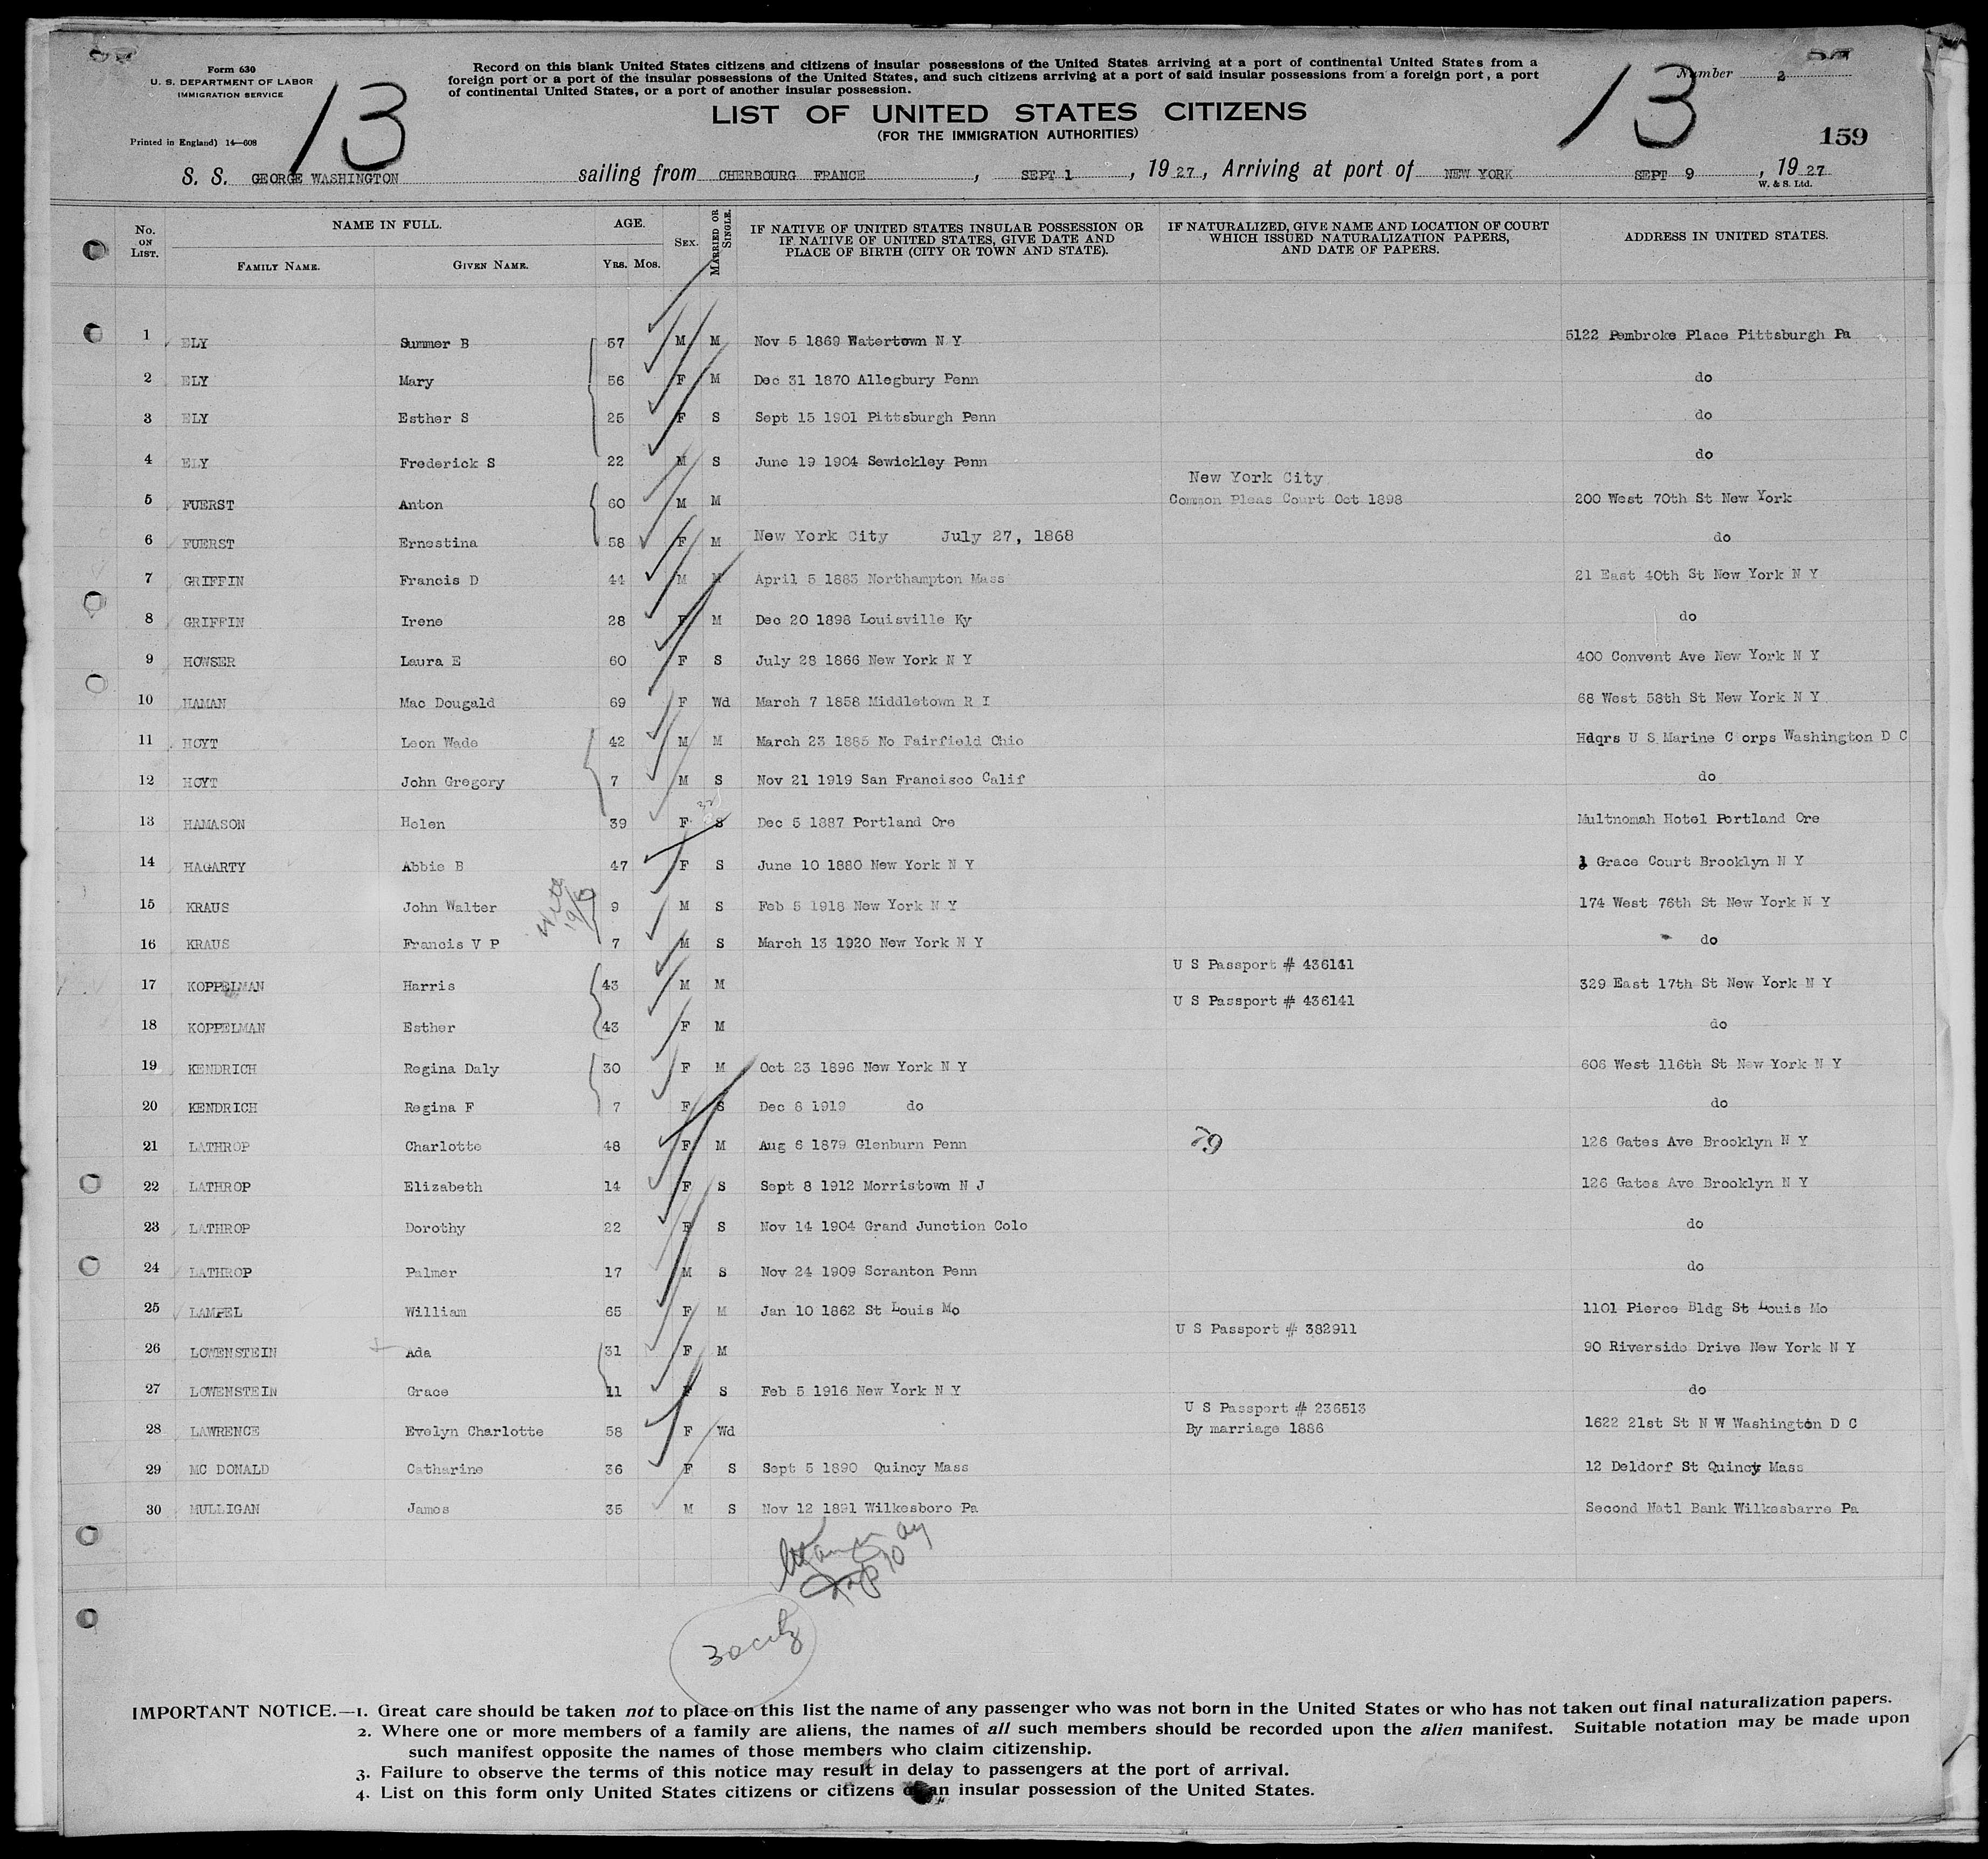 Form 630
U. S. DEPARTMENT OF LABOR
IMMIGRATION SERVICE
Printed in England) 14—608
13
Record on this blank United States citizens and citizens of insular possessions of the United States arriving at a port of continental United States from a
foreign port or a port of the insular possessions of the United States, and such citizens arriving at a port of said insular possessions from a foreign port, a port
of continental United States, or a port of another insular possession.
LIST OF UNITED STATES CITIZENS
(FOR THE IMMIGRATION AUTHORITIES)
13
Number 2
159
S. S. GEORGE WASHINGTON sailing from CHERBOURG FRANCE, SEPT 1, 1927, Arriving at port of NEW YORK SEPT 9, 1927
W. & S. Ltd.
No. ON LIST. NAME IN FULL. AGE. SEX. MARRIED OR SINGLE. IF NATIVE OF UNITED STATES INSULAR POSSESSION OR IF NATIVE OF UNITED STATES, GIVE DATE AND PLACE OF BIRTH (CITY OR TOWN AND STATE). IF NATURALIZED, GIVE NAME AND LOCATION OF COURT WHICH ISSUED NATURALIZATION PAPERS, AND DATE OF PAPERS. ADDRESS IN UNITED STATES.
FAMILY NAME. GIVEN NAME. YRS. MOS.
1 ELY Summer B 57 M M Nov 5 1869 Watertown N Y 5122 Pembroke Place Pittsburgh Pa
2 ELY Mary 56 F M Dec 31 1870 Allegbury Penn do
3 ELY Esther S 25 F S Sept 15 1901 Pittsburgh Penn do
4 ELY Frederick S 22 M S June 19 1904 Sewickley Penn do
New York City
5 FUERST Anton 60 M M Common Pleas Court Oct 1898 200 West 70th St New York
6 FUERST Ernestina 58 F M New York City July 27, 1868 do
7 GRIFFIN Francis D 44 M M April 5 1883 Northampton Mass 21 East 40th St New York N Y
8 GRIFFIN Irene 28 F M Dec 20 1898 Louisville Ky do
9 HOWSER Laura E 60 F S July 28 1866 New York N Y 400 Convent Ave New York N Y
10 HAMAN Mac Dougald 69 F Wd March 7 1858 Middletown R I 68 West 58th St New York N Y
11 HOYT Leon Wade 42 M M March 23 1885 No Fairfield Ohio Hdqrs U S Marine Corps Washington D C
12 HOYT John Gregory 7 M S Nov 21 1919 San Francisco Calif do
13 HAMASON Helen 39 F S Dec 5 1887 Portland Ore Multnomah Hotel Portland Ore
14 HAGARTY Abbie B 47 F S June 10 1880 New York N Y 1 Grace Court Brooklyn N Y
15 KRAUS John Walter 9 M S Feb 5 1918 New York N Y 174 West 76th St New York N Y
16 KRAUS Francis V P 7 M S March 13 1920 New York N Y do
U S Passport # 436141
17 KOPPELMAN Harris 43 M M 329 East 17th St New York N Y
U S Passport # 436141
18 KOPPELMAN Esther 43 F M do
19 KENDRICH Regina Daly 30 F M Oct 23 1896 New York N Y 606 West 116th St New York N Y
20 KENDRICH Regina F 7 F S Dec 8 1919 do do
21 LATHROP Charlotte 48 F M Aug 6 1879 Glenburn Penn 79 126 Gates Ave Brooklyn N Y
22 LATHROP Elizabeth 14 F S Sept 8 1912 Morristown N J 126 Gates Ave Brooklyn N Y
23 LATHROP Dorothy 22 F S Nov 14 1904 Grand Junction Colo do
24 LATHROP Palmer 17 M S Nov 24 1909 Scranton Penn do
25 LAMPEL William 65 F M Jan 10 1862 St Louis Mo 1101 Pierce Bldg St Louis Mo
U S Passport # 382911
26 LOWENSTEIN Ada 31 F M 90 Riverside Drive New York N Y
27 LOWENSTEIN Grace 11 F S Feb 5 1916 New York N Y do
U S Passport # 236513
28 LAWRENCE Evelyn Charlotte 58 F Wd By marriage 1886 1622 21st St N W Washington D C
29 MC DONALD Catharine 36 F S Sept 5 1890 Quincy Mass 12 Deldorf St Quincy Mass
30 MULLIGAN James 35 M S Nov 12 1891 Wilkesboro Pa Second Natl Bank Wilkesbarre Pa
IMPORTANT NOTICE.—1. Great care should be taken not to place on this list the name of any passenger who was not born in the United States or who has not taken out final naturalization papers.
2. Where one or more members of a family are aliens, the names of all such members should be recorded upon the alien manifest. Suitable notation may be made upon
such manifest opposite the names of those members who claim citizenship.
3. Failure to observe the terms of this notice may result in delay to passengers at the port of arrival.
4. List on this form only United States citizens or citizens of an insular possession of the United States.